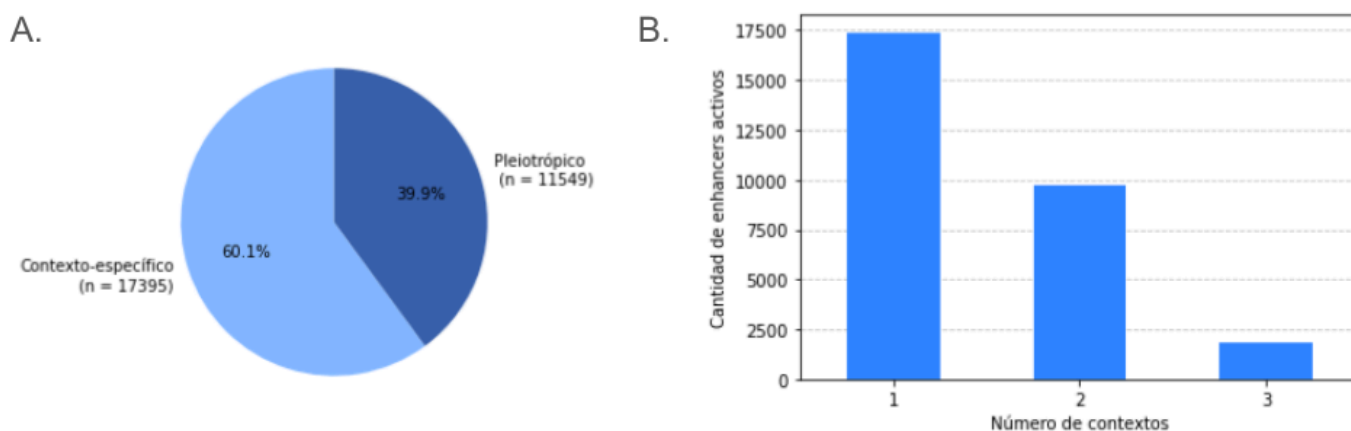 A.
Pleiotrópico
(n = 11549)
39.9%
60.1%
Contexto-específico
(n = 17395)
B.
Cantidad de enhancers activos
17500
15000
12500
10000
7500
5000
2500
0
1
2
3
Número de contextos